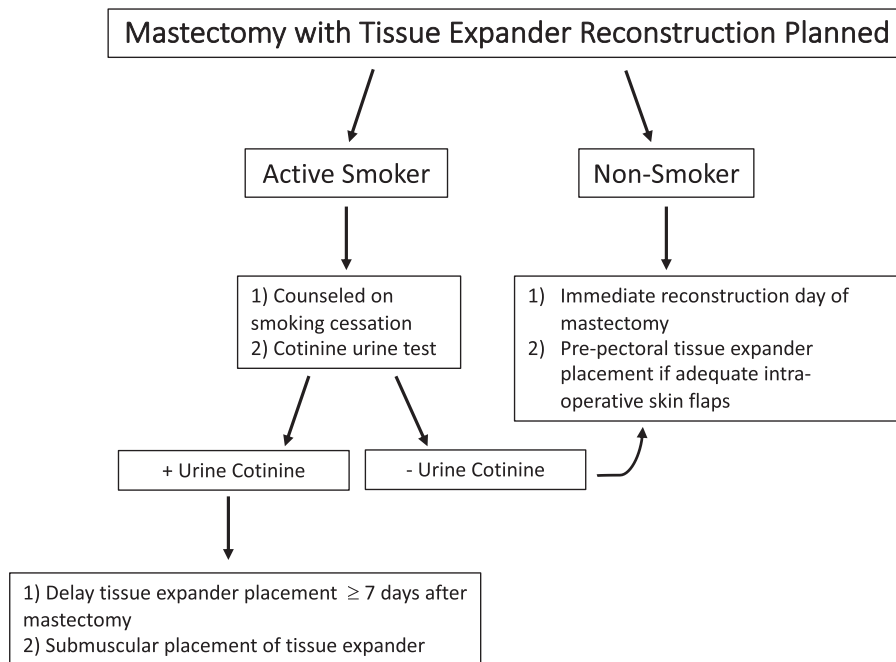 Mastectomy with Tissue Expander Reconstruction Planned
Active Smoker
Non-Smoker
1) Counseled on
smoking cessation
2) Cotinine urine test
1) Immediate reconstruction day of
mastectomy
2) Pre-pectoral tissue expander
placement if adequate intra-
operative skin flaps
+ Urine Cotinine
- Urine Cotinine
1) Delay tissue expander placement ≥ 7 days after
mastectomy
2) Submuscular placement of tissue expander